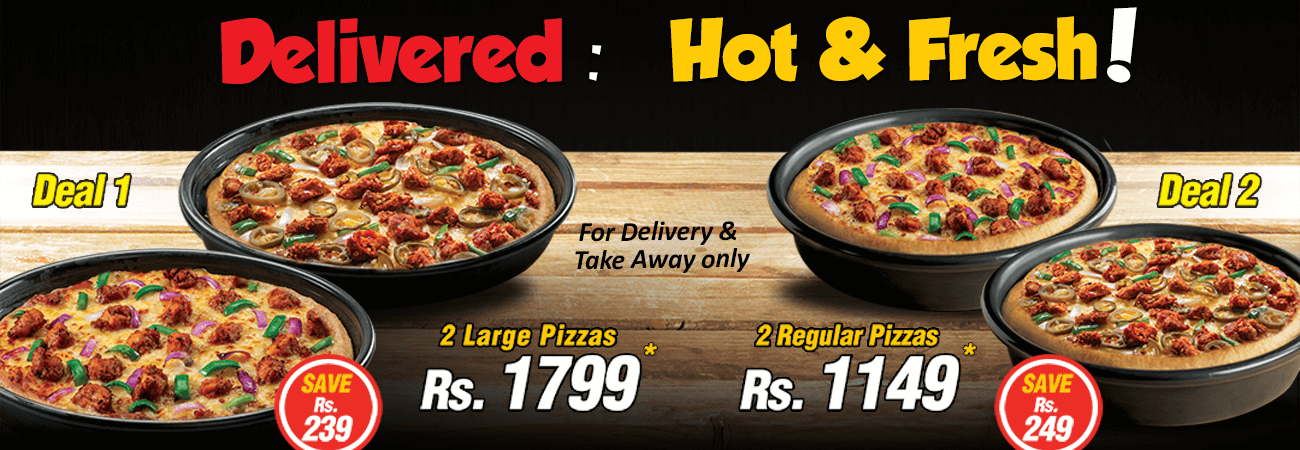 Delivered : Hot & Fresh!
Deal 1
Deal 2
For Delivery &
Take Away only
2 Large Pizzas
Rs. 1799*
SAVE
Rs.
239
2 Regular Pizzas
Rs. 1149*
SAVE
Rs.
249